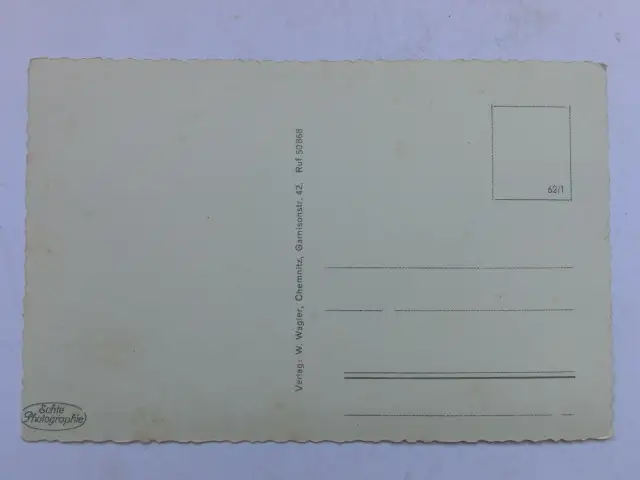 62/1
Verlag: W. Wagler, Chemnitz, Garnisonstr. 42. Ruf 50868
Echte
Photographie